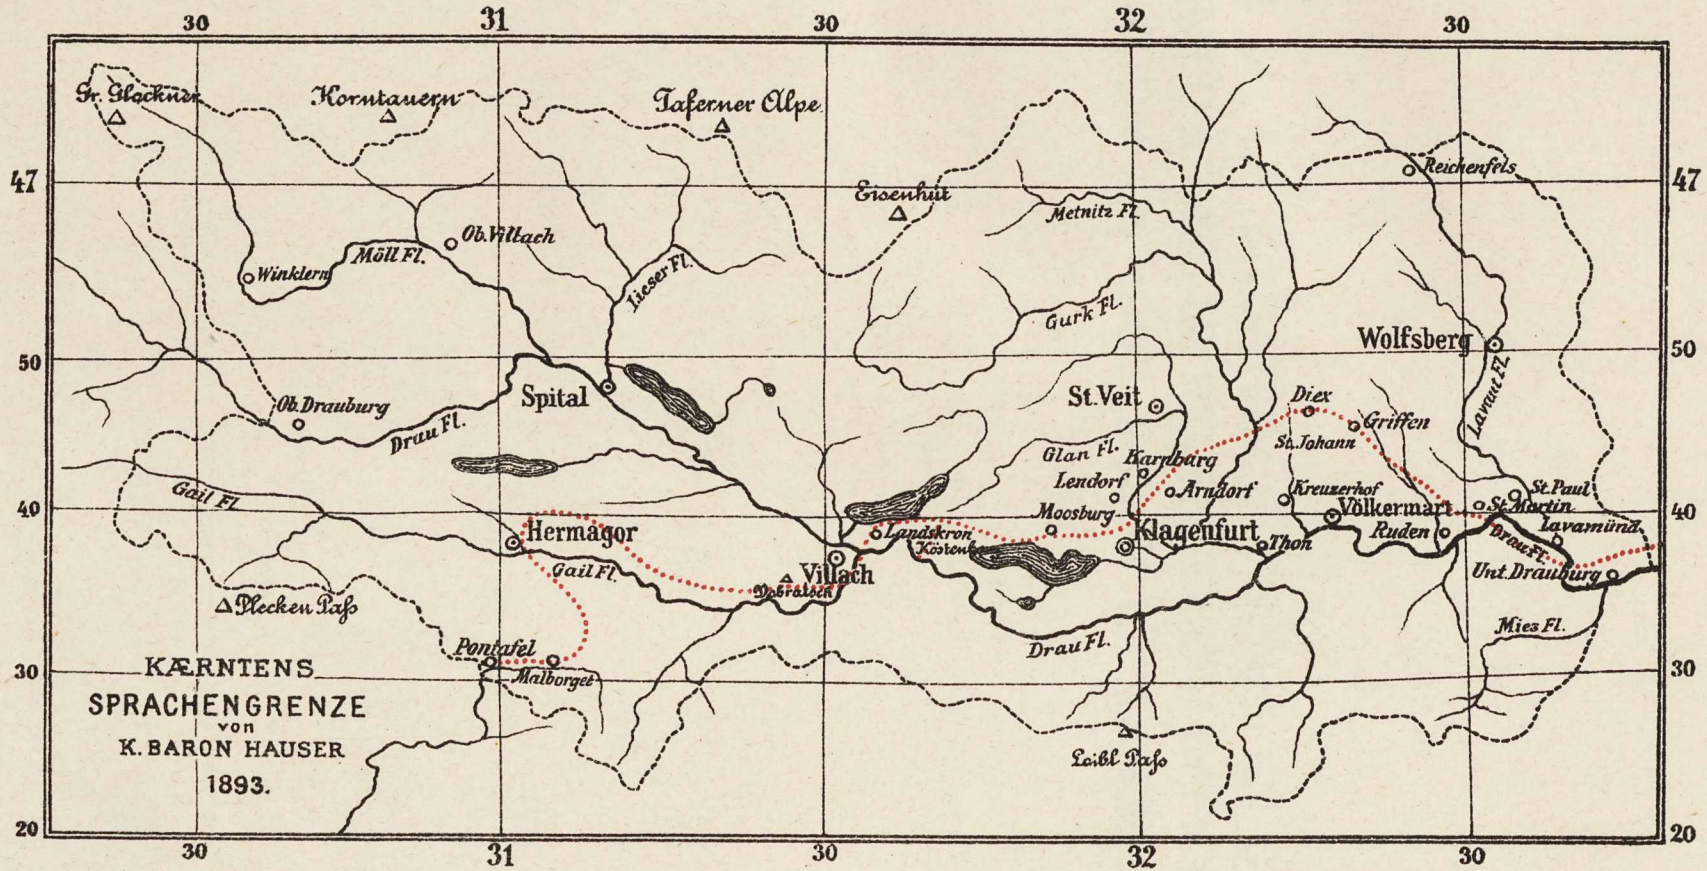 30 31 30 32 30
Gr. Glockner
Korntauern
Taferner Alpe
47
Reichenfels
47
Eisenhut
Metnitz Fl.
Ob. Villach
Möll Fl.
Winklern
Lieser Fl.
Gurk Fl.
Wolfsberg
50
50
Lavant Fl.
Spital
St. Veit
Diex
Ob. Drauburg
Griffen
Drau Fl.
St. Johann
Glan Fl.
Karnburg
Lendorf
Arndorf
Kreuzerhof
St. Paul
Gail Fl.
40
Moosburg
Völkermart
St. Martin
40
Hermagor
Landskron
Klagenfurt
Ruden
Lavamünd
Köstenb
Thon
Drau Fl.
Gail Fl.
Villach
Unt. Drauburg
Dobratsch
Plecken Paſs
Mies Fl.
Pontafel
Drau Fl.
30
Malborget
30
KÆRNTENS
SPRACHENGRENZE
von
K. BARON HAUSER
1893.
Loibl Paſs
20
20
30 31 30 32 30